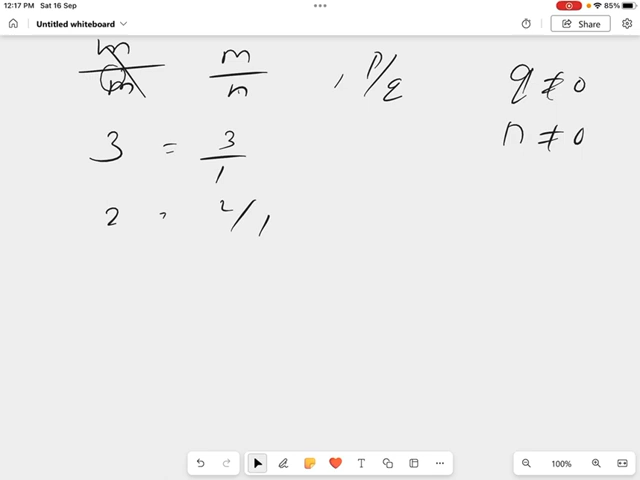 12:17 PM Sat 16 Sep
85%
Untitled whiteboard
Share
m/m m/n , p/q q ≠ 0
n ≠ 0
3 = 3/1
2 = 2/1
100%